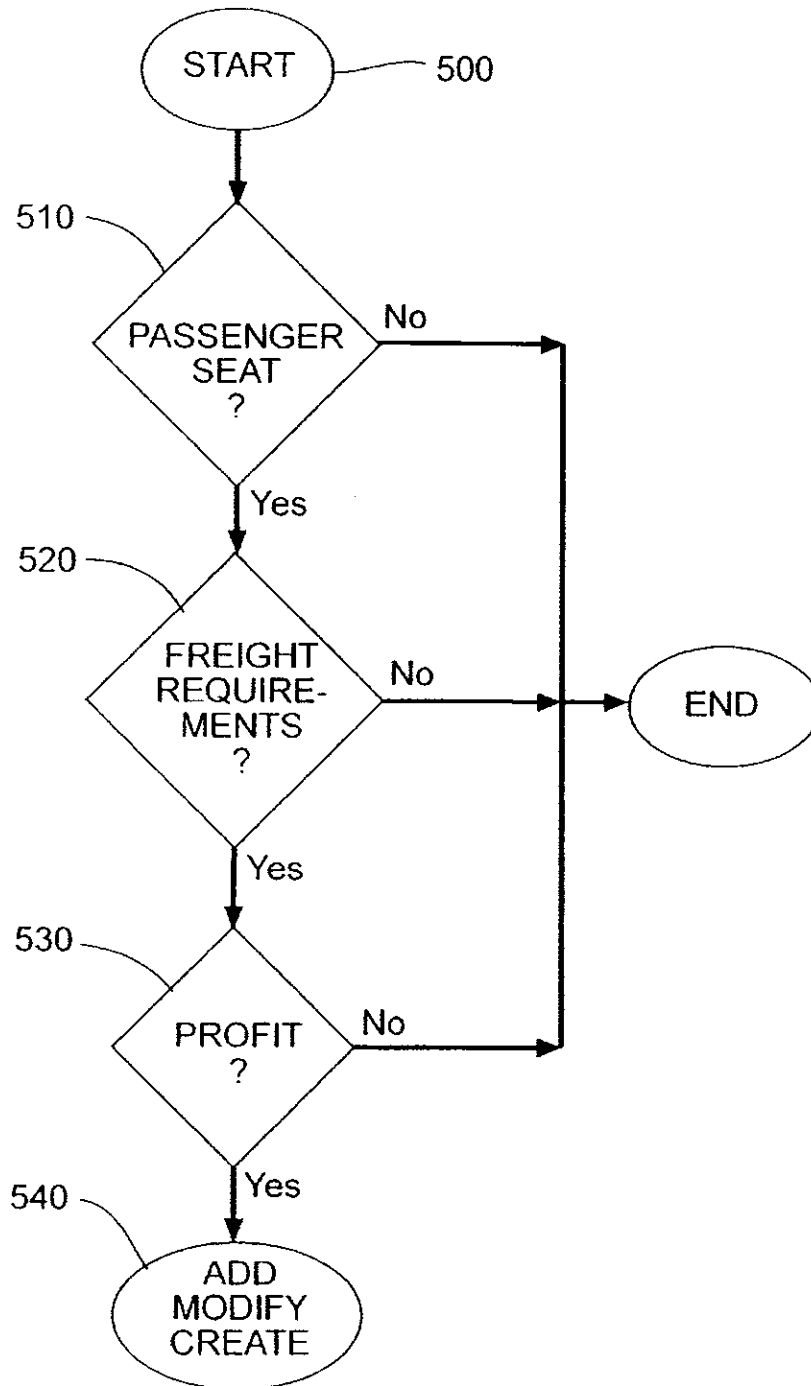 START
500
510
No
PASSENGER
SEAT
?
Yes
520
FREIGHT
REQUIRE-
MENTS
?
No
END
Yes
530
PROFIT
?
No
Yes
540
ADD
MODIFY
CREATE